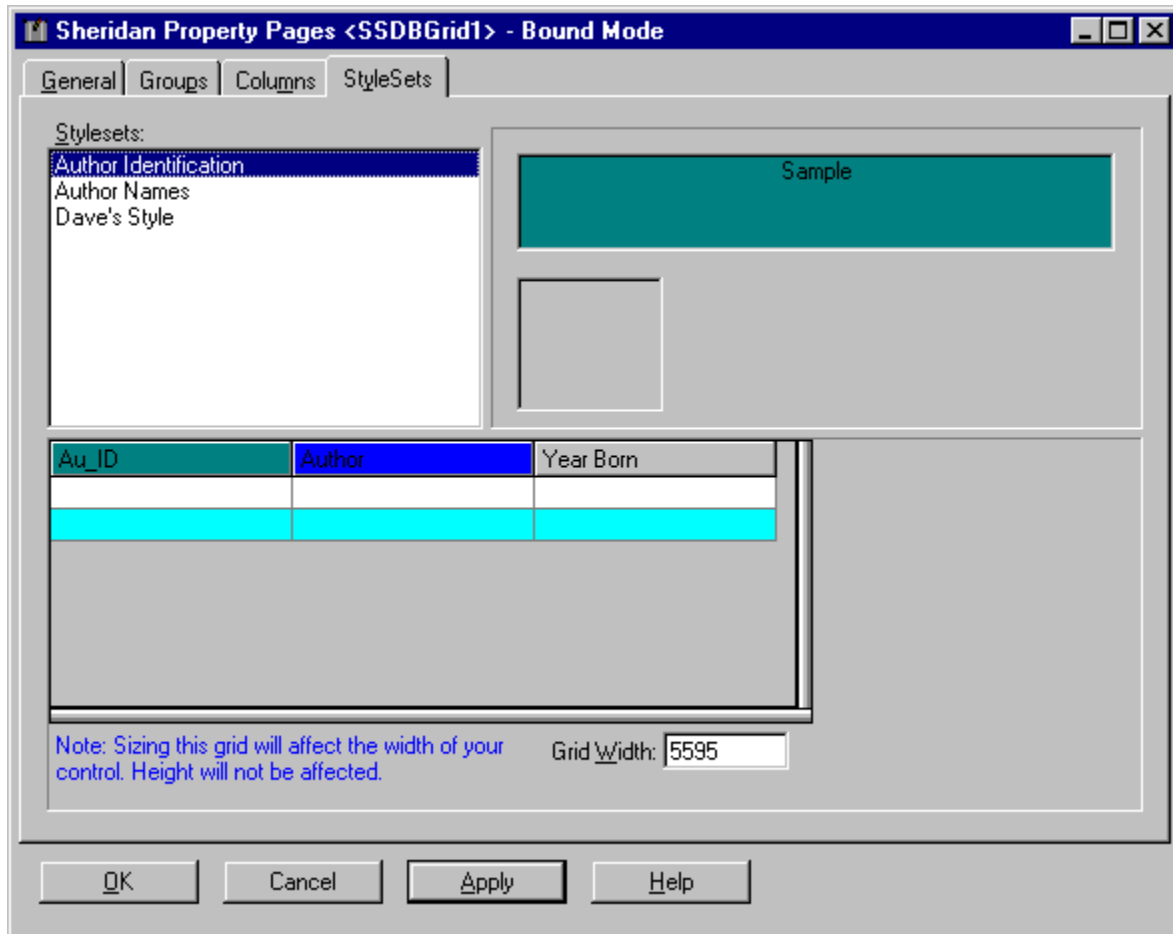 Sheridan Property Pages <SSDBGrid1> - Bound Mode
General Groups Columns StyleSets
Stylesets:
Author Identification
Author Names
Dave's Style
Sample
Au_ID Author Year Born
Note: Sizing this grid will affect the width of your
control. Height will not be affected.
Grid Width: 5595
OK Cancel Apply Help